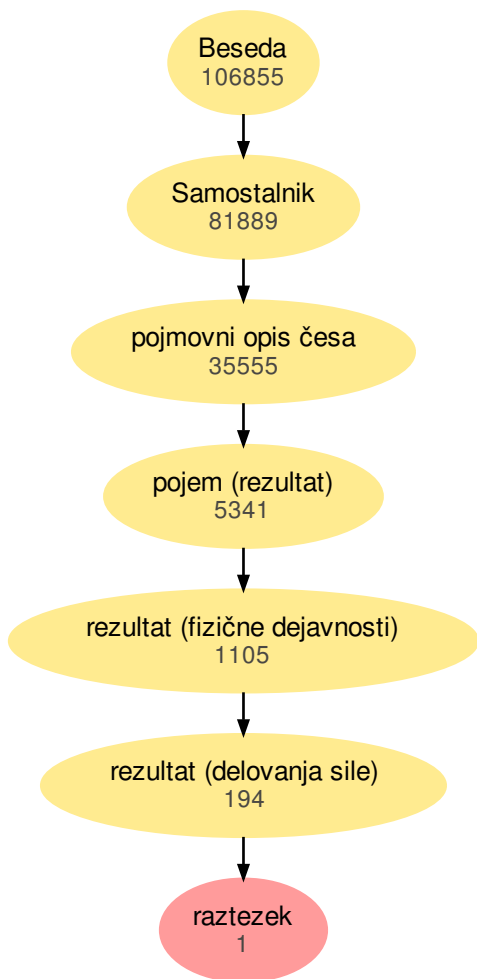 Beseda
106855
Samostalnik
81889
pojmovni opis česa
35555
pojem (rezultat)
5341
rezultat (fizične dejavnosti)
1105
rezultat (delovanja sile)
194
raztezek
1